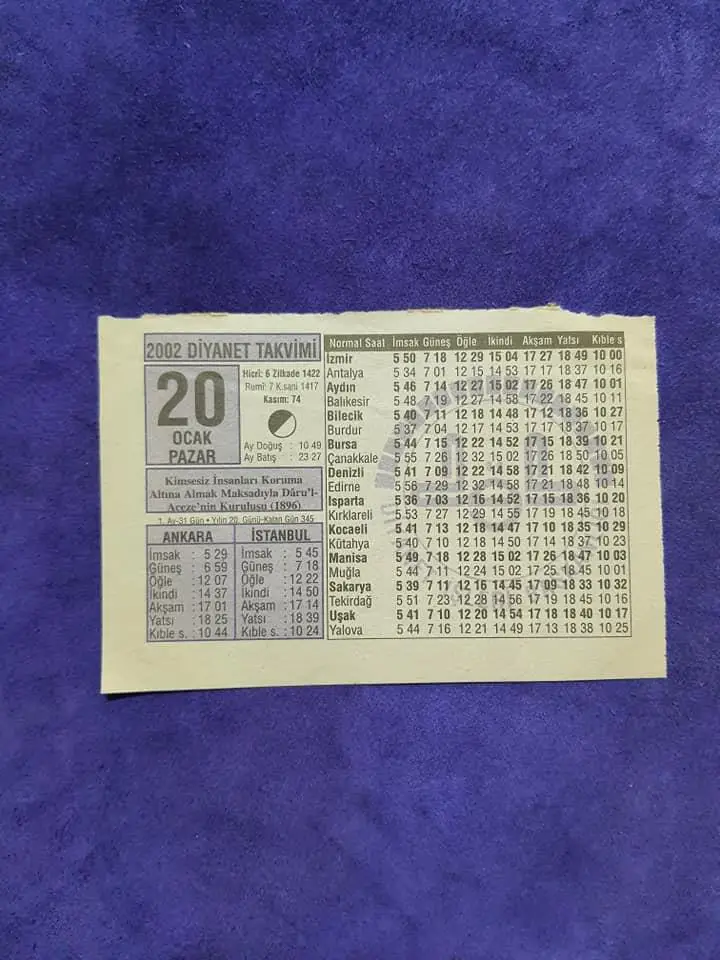 2002 DİYANET TAKVİMİ
20
OCAK
PAZAR
Hicrî: 6 Zilkade 1422
Rumî: 7 K.sani 1417
Kasım: 74
Ay Doğuş : 10 49
Ay Batış : 23 27
Kimsesiz İnsanları Koruma
Altına Almak Maksadıyla Dâru'l-
Aceze'nin Kuruluşu (1896)
1. Ay-31 Gün • Yılın 20. Günü-Kalan Gün 345
ANKARA
İmsak : 5 29
Güneş : 6 59
Öğle : 12 07
İkindi : 14 37
Akşam : 17 01
Yatsı : 18 25
Kıble s. : 10 44
İSTANBUL
İmsak : 5 45
Güneş : 7 18
Öğle : 12 22
İkindi : 14 50
Akşam : 17 14
Yatsı : 18 39
Kıble s. : 10 24
Normal Saat İmsak Güneş Öğle İkindi Akşam Yatsı Kıble s
İzmir 5 50 7 18 12 29 15 04 17 27 18 49 10 00
Antalya 5 34 7 01 12 15 14 53 17 17 18 37 10 16
Aydın 5 46 7 14 12 27 15 02 17 26 18 47 10 01
Balıkesir 5 48 7 19 12 27 14 58 17 22 18 45 10 11
Bilecik 5 40 7 11 12 18 14 48 17 12 18 36 10 27
Burdur 5 37 7 04 12 17 14 53 17 17 18 38 10 13
Bursa 5 44 7 15 12 22 14 52 17 15 18 39 10 21
Çanakkale 5 55 7 26 12 32 15 02 17 26 18 50 10 05
Denizli 5 41 7 09 12 22 14 58 17 21 18 42 10 09
Edirne 5 56 7 29 12 32 14 58 17 21 18 48 10 14
Isparta 5 36 7 03 12 16 14 52 17 15 18 36 10 20
Kırklareli 5 53 7 27 12 29 14 55 17 19 18 45 10 18
Kocaeli 5 41 7 13 12 18 14 47 17 10 18 35 10 29
Kütahya 5 40 7 10 12 18 14 50 17 14 18 37 10 23
Manisa 5 49 7 18 12 28 15 02 17 26 18 47 10 03
Muğla 5 44 7 11 12 24 15 02 17 25 18 45 10 01
Sakarya 5 39 7 11 12 16 14 45 17 09 18 33 10 32
Tekirdağ 5 51 7 23 12 28 14 56 17 19 18 45 10 16
Uşak 5 41 7 10 12 20 14 54 17 18 18 40 10 17
Yalova 5 44 7 16 12 21 14 49 17 13 18 38 10 25